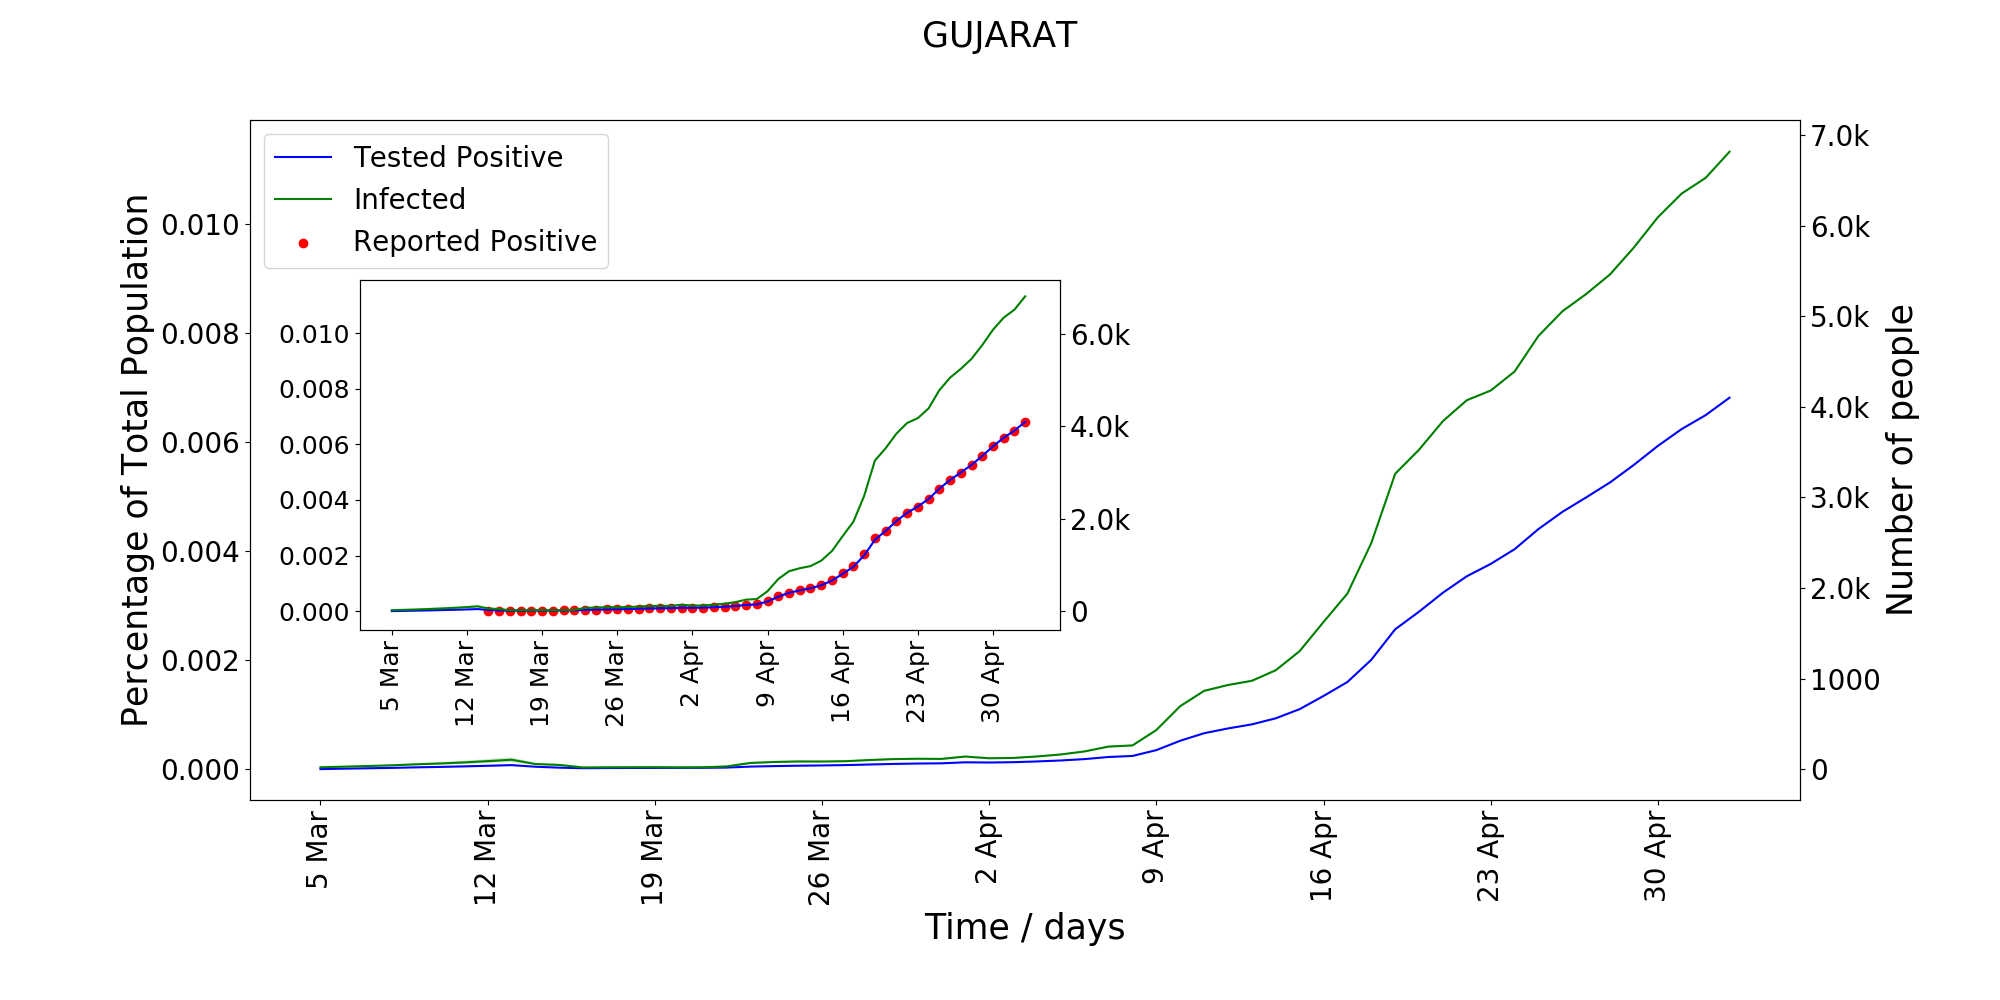 GUJARAT
Tested Positive
Infected
Reported Positive
Percentage of Total Population
0.010
0.008
0.006
0.004
0.002
0.000
7.0k
6.0k
5.0k
4.0k
3.0k
2.0k
1000
0
Number of people
0.010
0.008
0.006
0.004
0.002
0.000
6.0k
4.0k
2.0k
0
5 Mar
12 Mar
19 Mar
26 Mar
2 Apr
9 Apr
16 Apr
23 Apr
30 Apr
5 Mar
12 Mar
19 Mar
26 Mar
2 Apr
9 Apr
16 Apr
23 Apr
30 Apr
Time / days